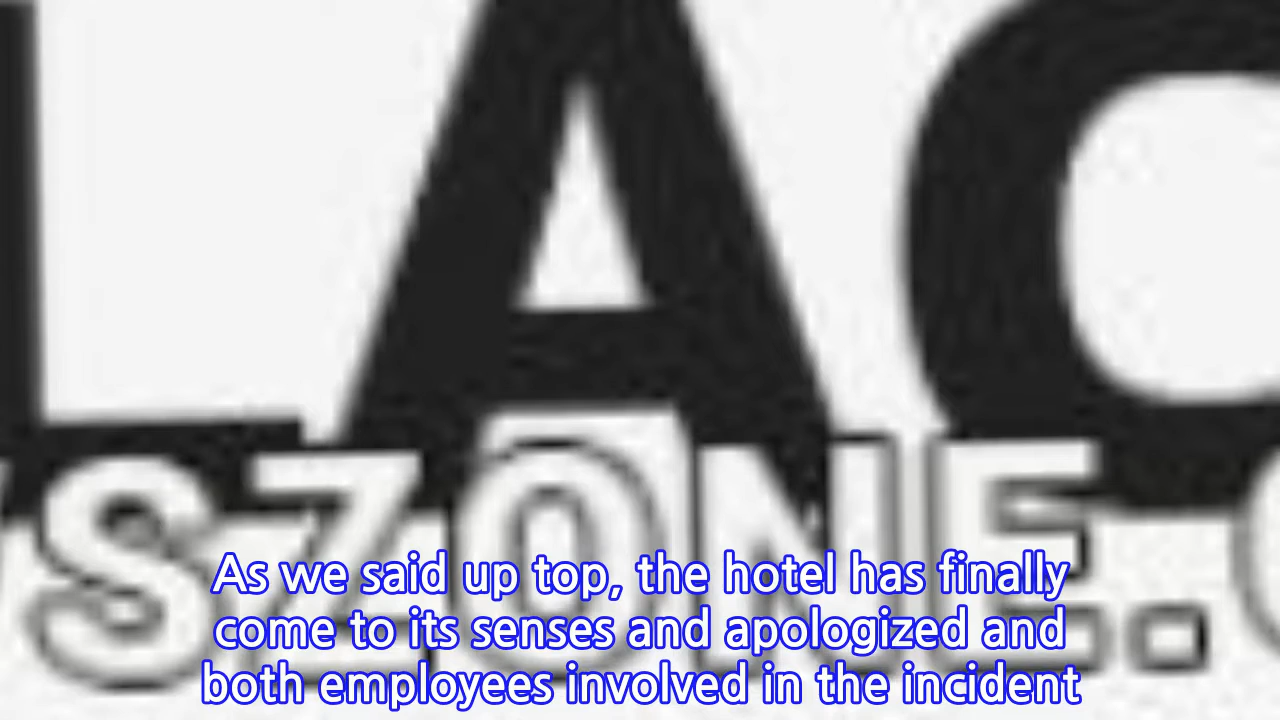 LAC
SZONE.
As we said up top, the hotel has finally
come to its senses and apologized and
both employees involved in the incident